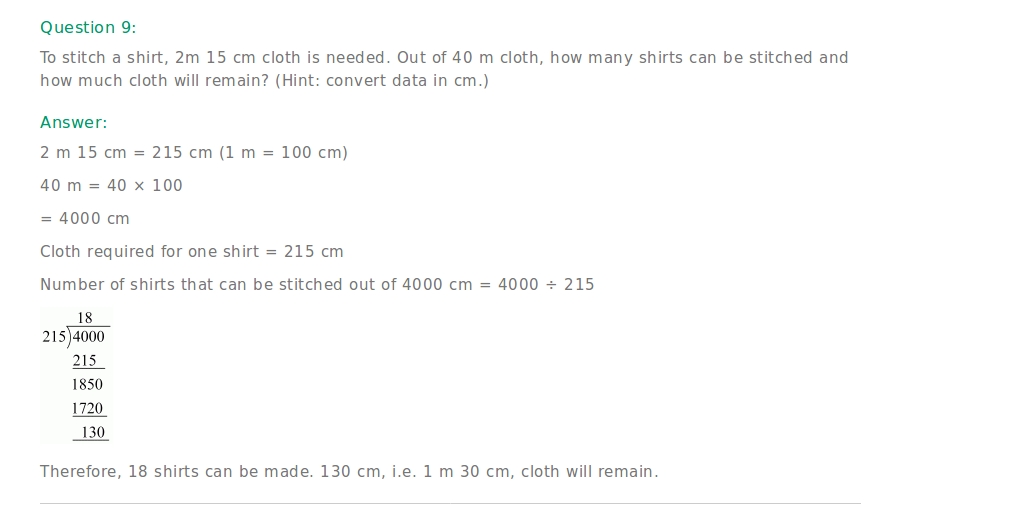 Question 9:
To stitch a shirt, 2m 15 cm cloth is needed. Out of 40 m cloth, how many shirts can be stitched and
how much cloth will remain? (Hint: convert data in cm.)
Answer:
2 m 15 cm = 215 cm (1 m = 100 cm)
40 m = 40 × 100
= 4000 cm
Cloth required for one shirt = 215 cm
Number of shirts that can be stitched out of 4000 cm = 4000 ÷ 215
18
215)4000
215
1850
1720
130
Therefore, 18 shirts can be made. 130 cm, i.e. 1 m 30 cm, cloth will remain.